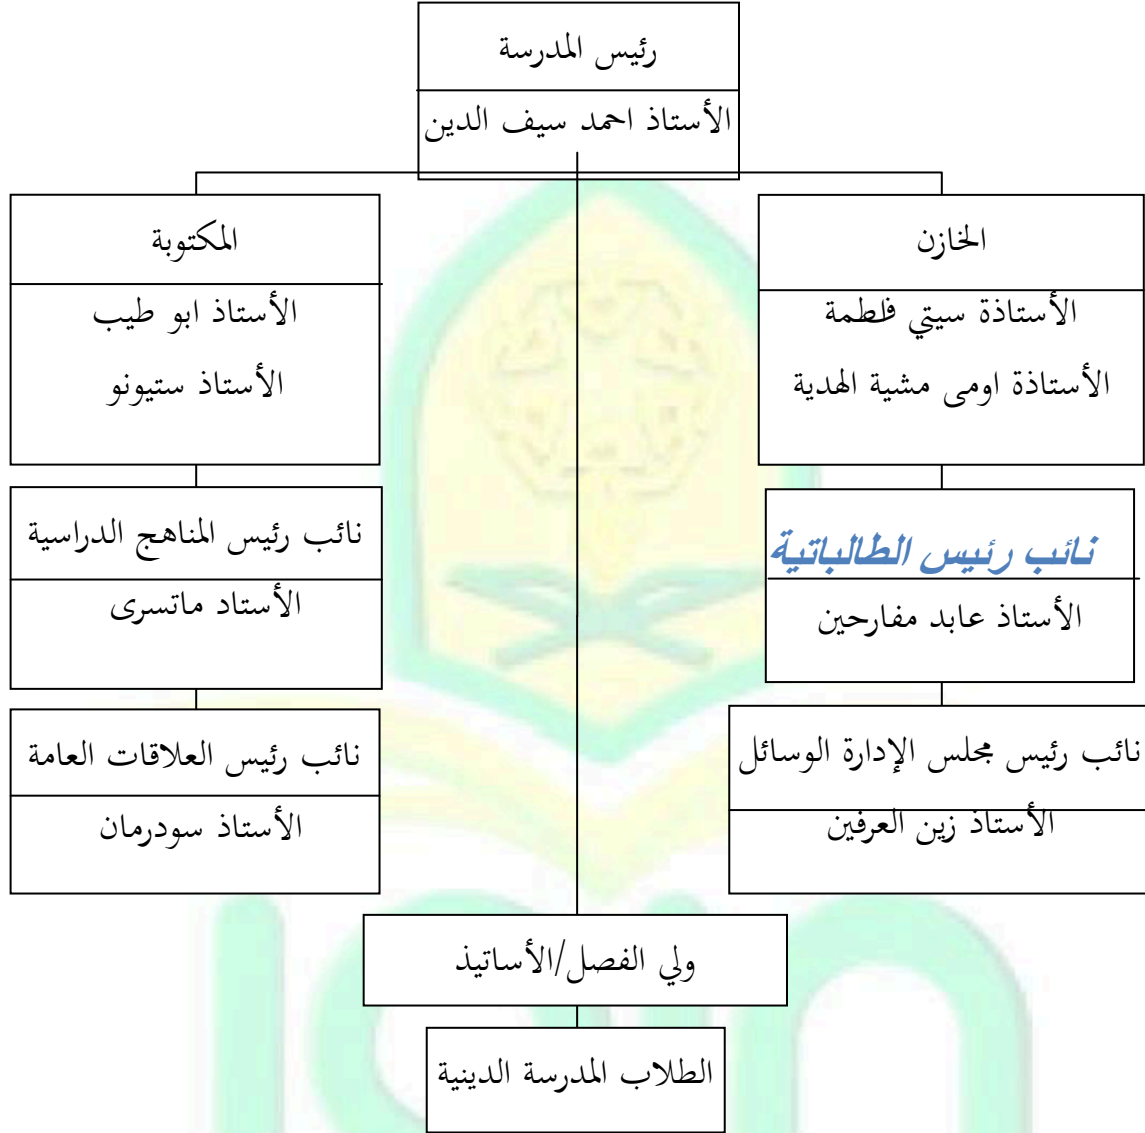 رئيس المدرسة
الأستاذ احمد سيف الدين
الخازن
الأستاذة سيتي فاطمة
الأستاذة اومى مشية الهدية
المكتوبة
الأستاذ ابو طيب
الأستاذ ستيونو
نائب رئيس الطالباتية
الأستاذ عابد مفارحين
نائب رئيس المناهج الدراسية
الأستاد ماتسرى
نائب رئيس مجلس الإدارة الوسائل
الأستاذ زين العرفين
نائب رئيس العلاقات العامة
الأستاذ سودرمان
ولي الفصل/الأساتيذ
الطلاب المدرسة الدينية
iain